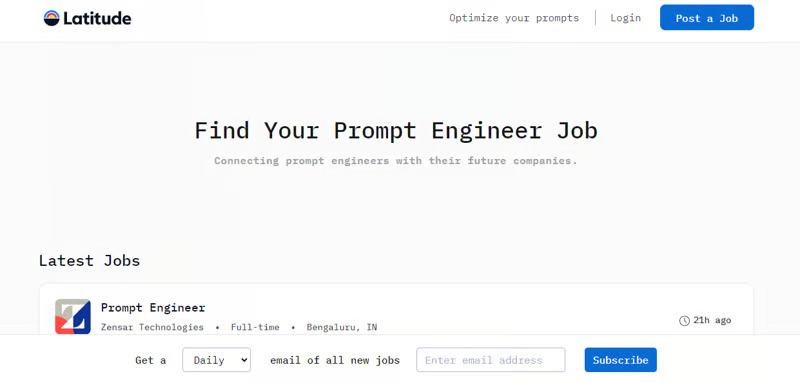 Latitude Optimize your prompts Login Post a Job
Find Your Prompt Engineer Job
Connecting prompt engineers with their future companies.
Latest Jobs
Prompt Engineer
Zensar Technologies • Full-time • Bengaluru, IN
21h ago
Get a Daily email of all new jobs Enter email address Subscribe